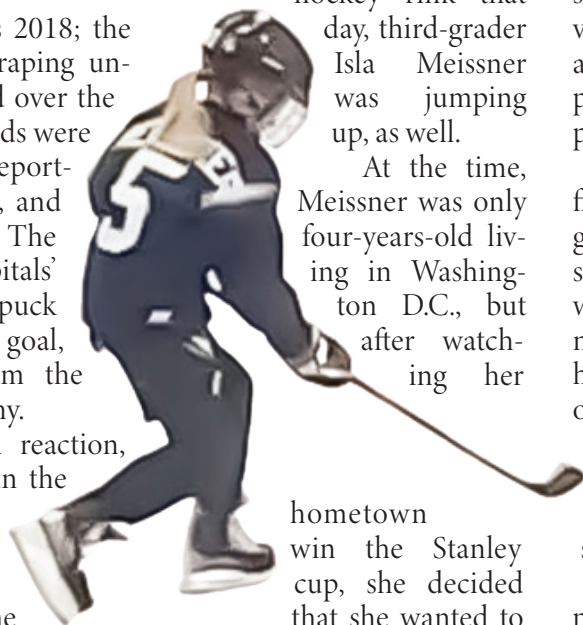 s 2018; the
raping un-
d over the
ds were
eport-
, and
The
pitals’
puck
goal,
m the
ny.
reaction,
n the
hockey rink that
day, third-grader
Isla Meissner
was jumping
up, as well.
At the time,
Meissner was only
four-years-old liv-
ing in Washing-
ton D.C., but
after watch-
ing her
hometown
win the Stanley
cup, she decided
that she wanted to
5